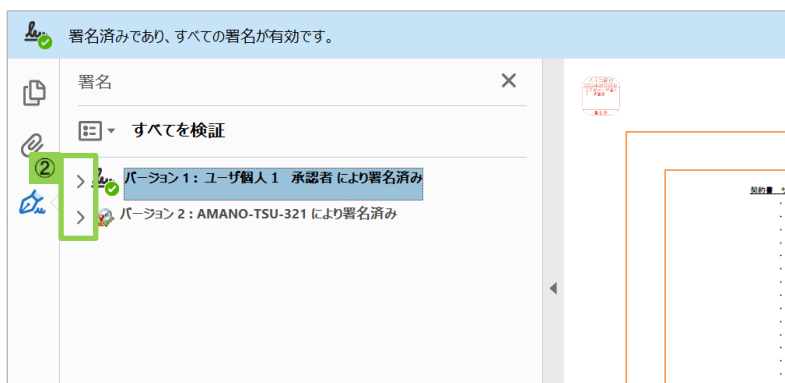 署名済みであり、すべての署名が有効です。
署名
すべてを検証
②
バージョン 1 : ユーザ個人 1　承認者 により署名済み
バージョン 2 : AMANO-TSU-321 により署名済み
契約書